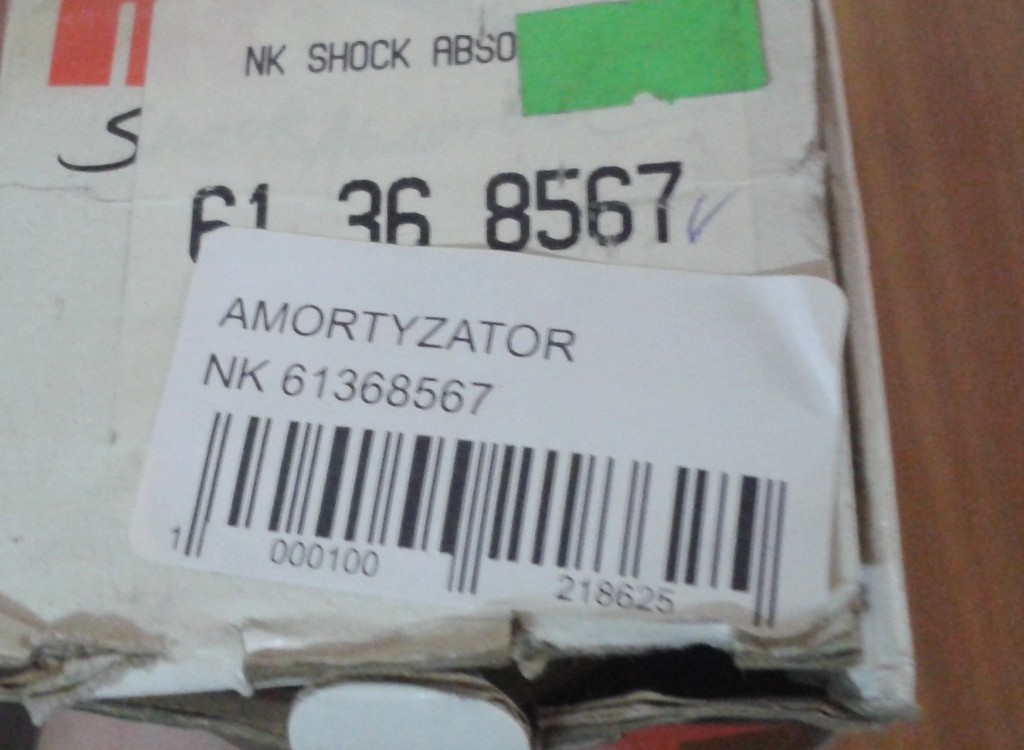 NK SHOCK ABSO
61 36 8567
AMORTYZATOR
NK 61368567
1 000100 218625